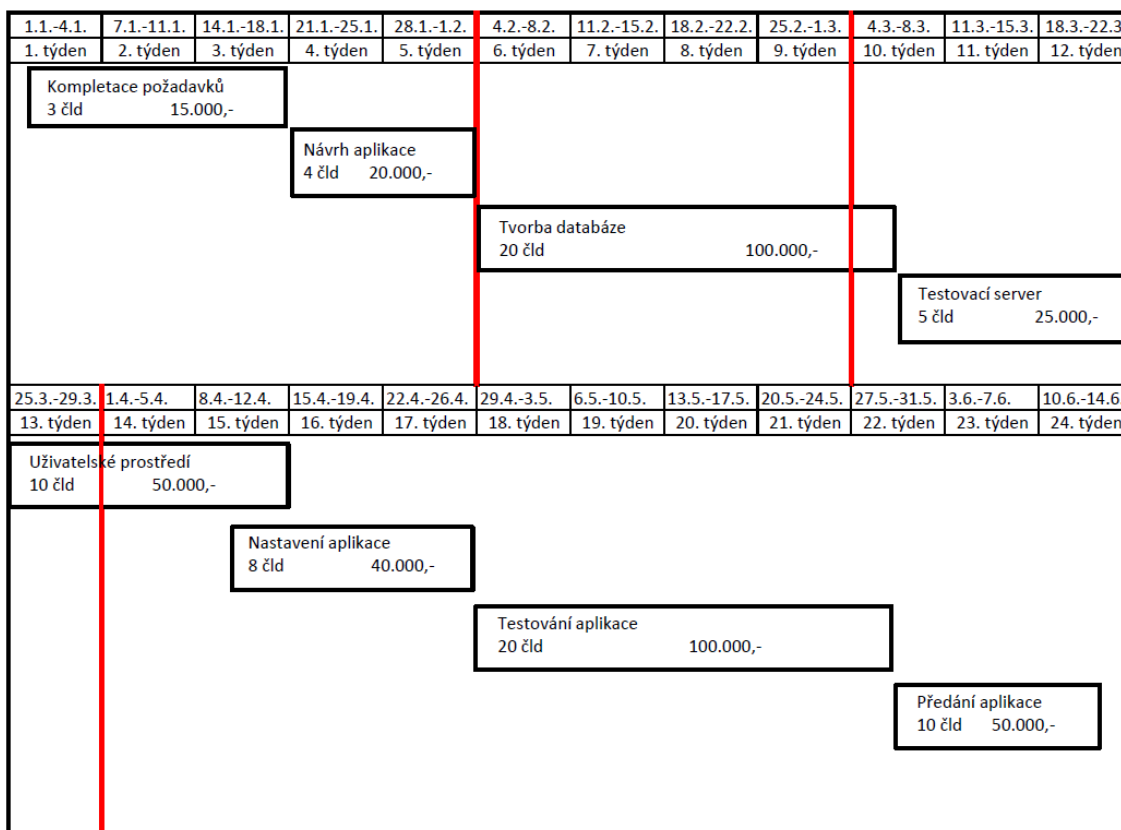 1.1.-4.1. 7.1.-11.1. 14.1.-18.1. 21.1.-25.1. 28.1.-1.2. 4.2.-8.2. 11.2.-15.2. 18.2.-22.2. 25.2.-1.3. 4.3.-8.3. 11.3.-15.3. 18.3.-22.3
1. týden 2. týden 3. týden 4. týden 5. týden 6. týden 7. týden 8. týden 9. týden 10. týden 11. týden 12. týden
Kompletace požadavků
3 čld 15.000,-
Návrh aplikace
4 čld 20.000,-
Tvorba databáze
20 čld 100.000,-
Testovací server
5 čld 25.000,-
25.3.-29.3. 1.4.-5.4. 8.4.-12.4. 15.4.-19.4. 22.4.-26.4. 29.4.-3.5. 6.5.-10.5. 13.5.-17.5. 20.5.-24.5. 27.5.-31.5. 3.6.-7.6. 10.6.-14.6
13. týden 14. týden 15. týden 16. týden 17. týden 18. týden 19. týden 20. týden 21. týden 22. týden 23. týden 24. týden
Uživatelské prostředí
10 čld 50.000,-
Nastavení aplikace
8 čld 40.000,-
Testování aplikace
20 čld 100.000,-
Předání aplikace
10 čld 50.000,-